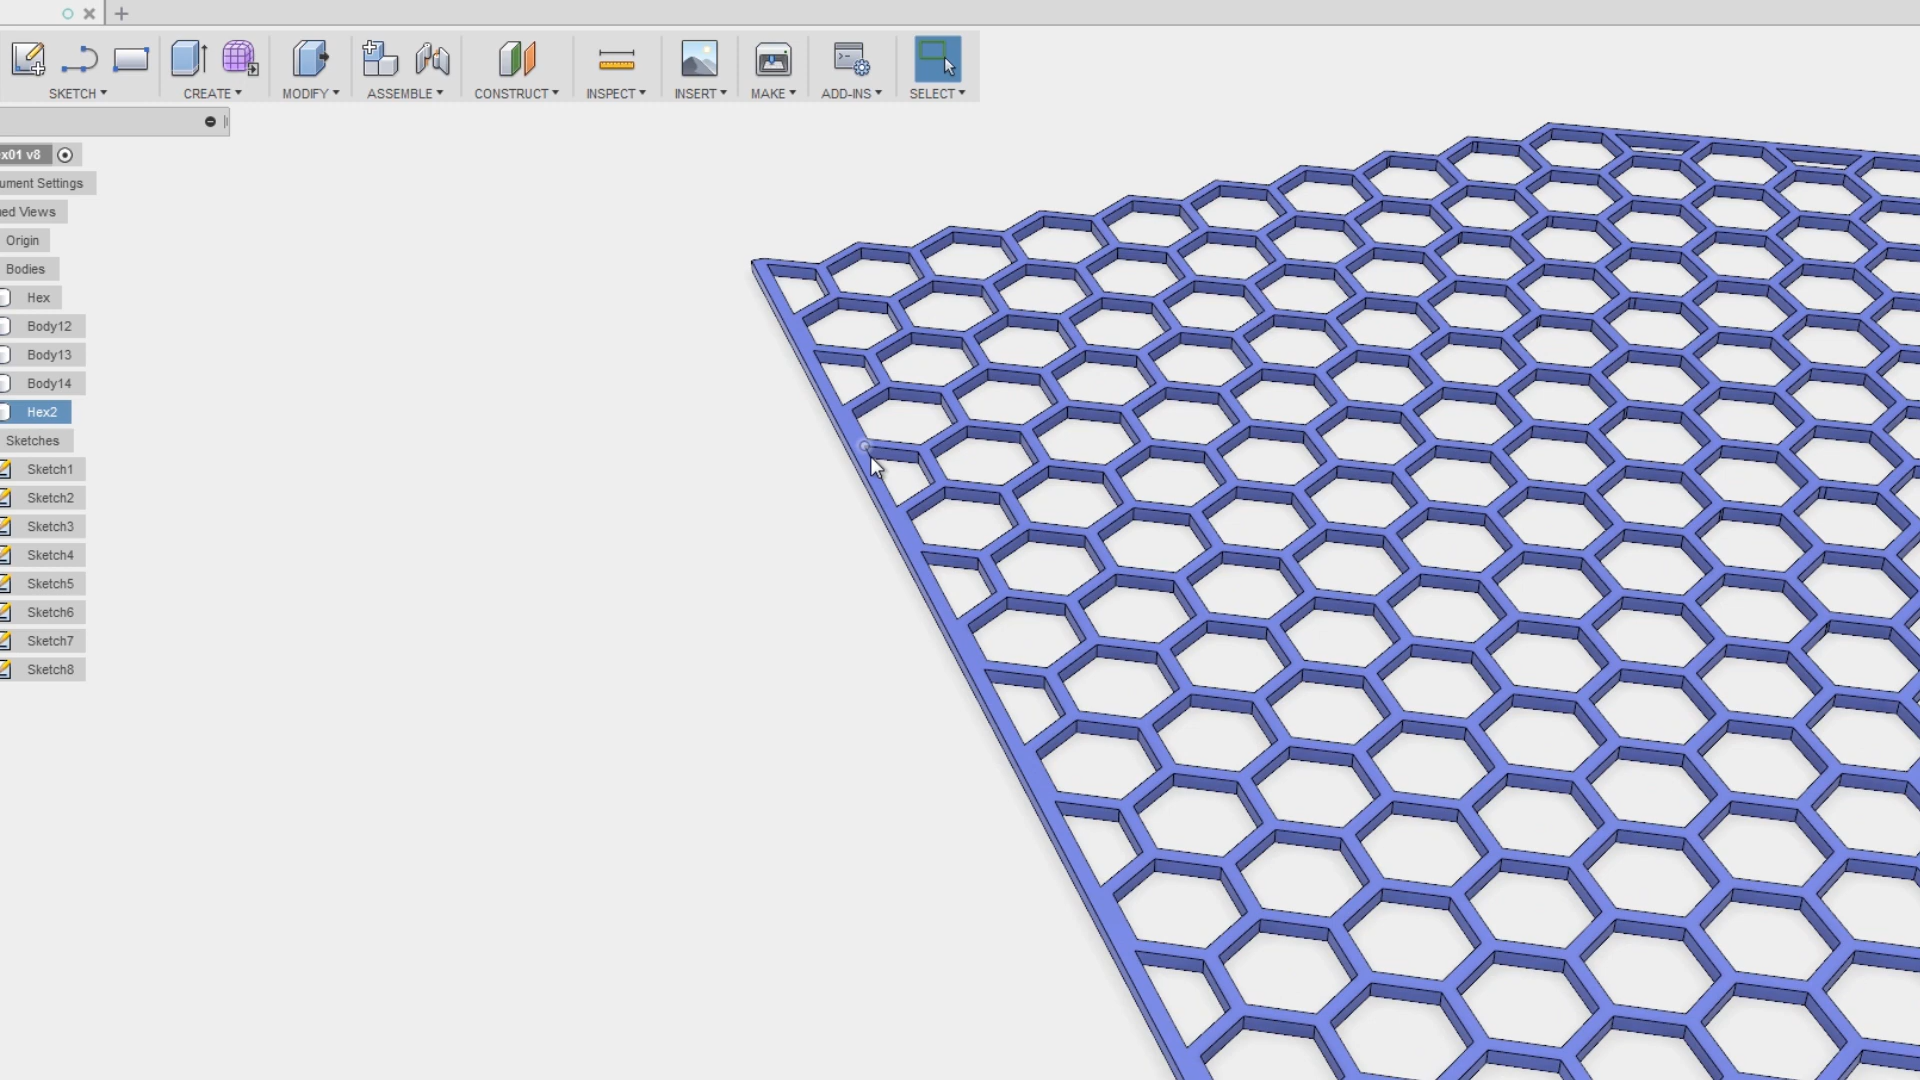 SKETCH CREATE MODIFY ASSEMBLE CONSTRUCT INSPECT INSERT MAKE ADD-INS SELECT
x01 v8
ument Settings
ed Views
Origin
Bodies
Hex
Body12
Body13
Body14
Hex2
Sketches
Sketch1
Sketch2
Sketch3
Sketch4
Sketch5
Sketch6
Sketch7
Sketch8